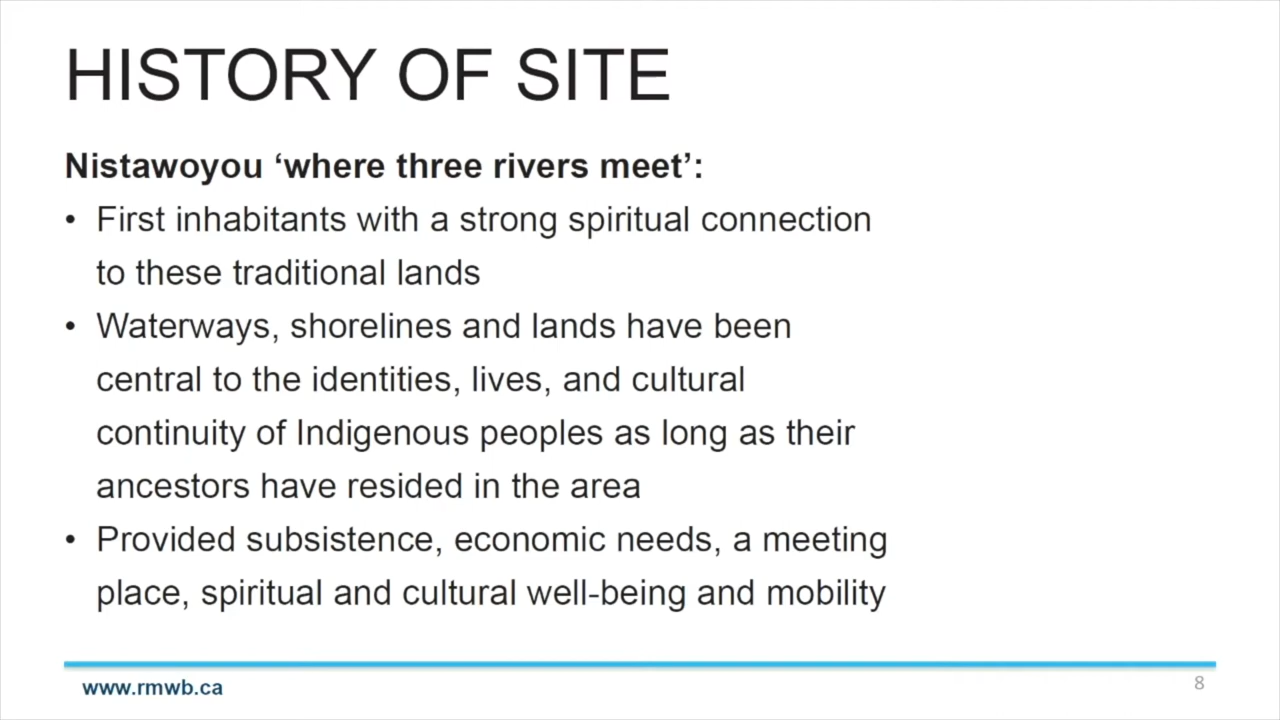 HISTORY OF SITE
Nistawoyou ‘where three rivers meet’:
• First inhabitants with a strong spiritual connection
to these traditional lands
• Waterways, shorelines and lands have been
central to the identities, lives, and cultural
continuity of Indigenous peoples as long as their
ancestors have resided in the area
• Provided subsistence, economic needs, a meeting
place, spiritual and cultural well-being and mobility
www.rmwb.ca
8